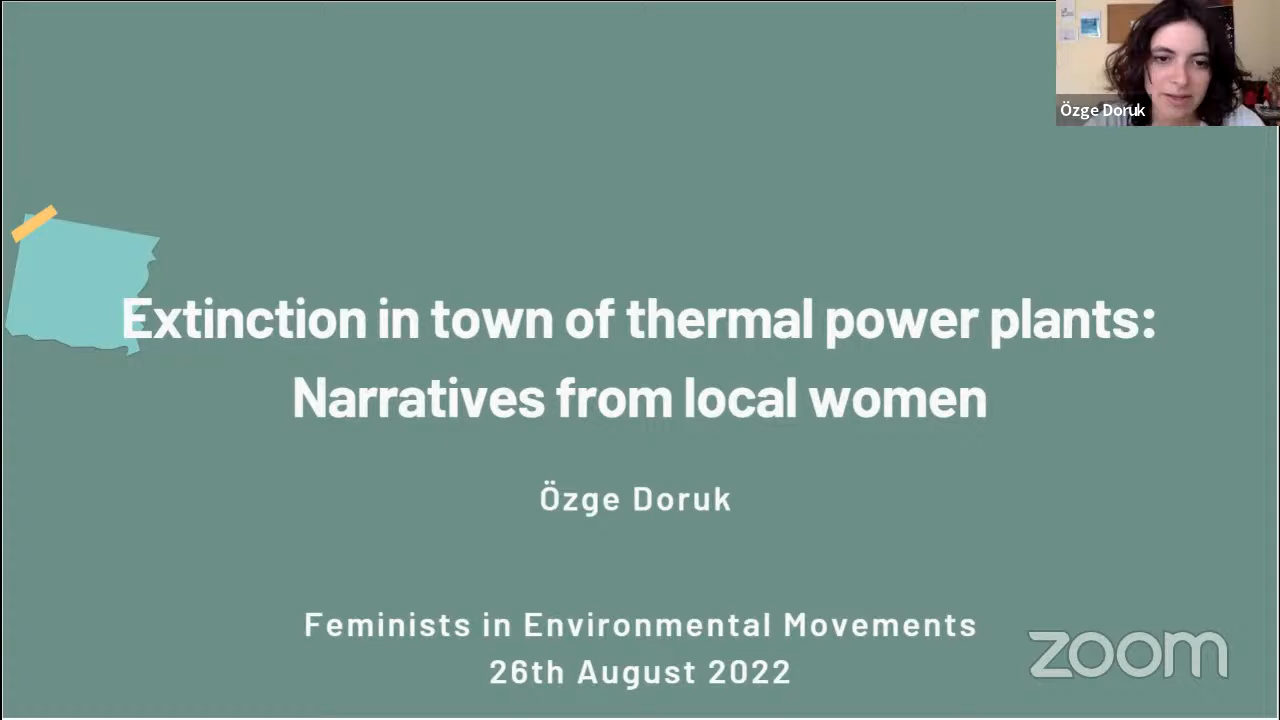 Özge Doruk
Extinction in town of thermal power plants:
Narratives from local women
Özge Doruk
Feminists in Environmental Movements
26th August 2022
zoom